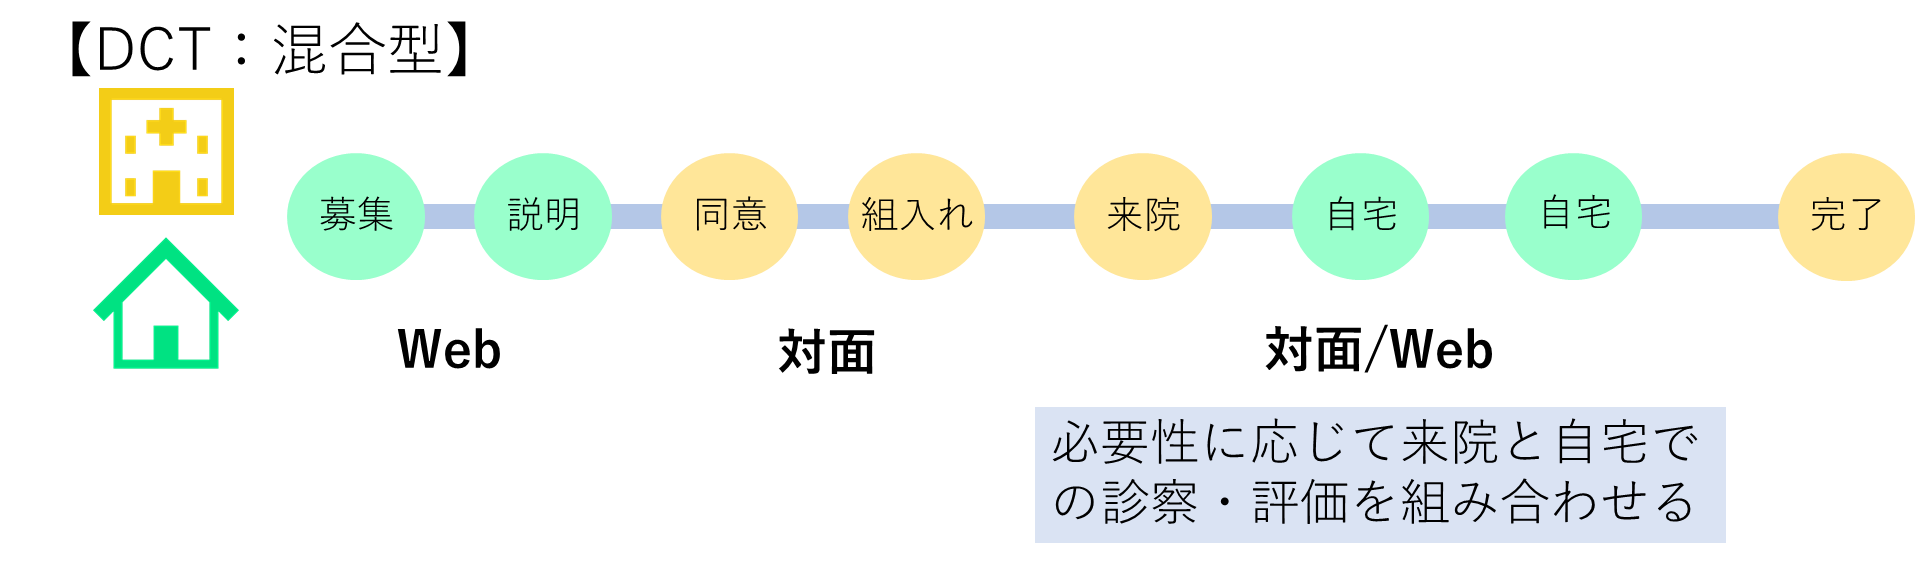 【DCT：混合型】
募集
説明
同意
組入れ
来院
自宅
自宅
完了
Web
対面
対面/Web
必要性に応じて来院と自宅で
の診察・評価を組み合わせる